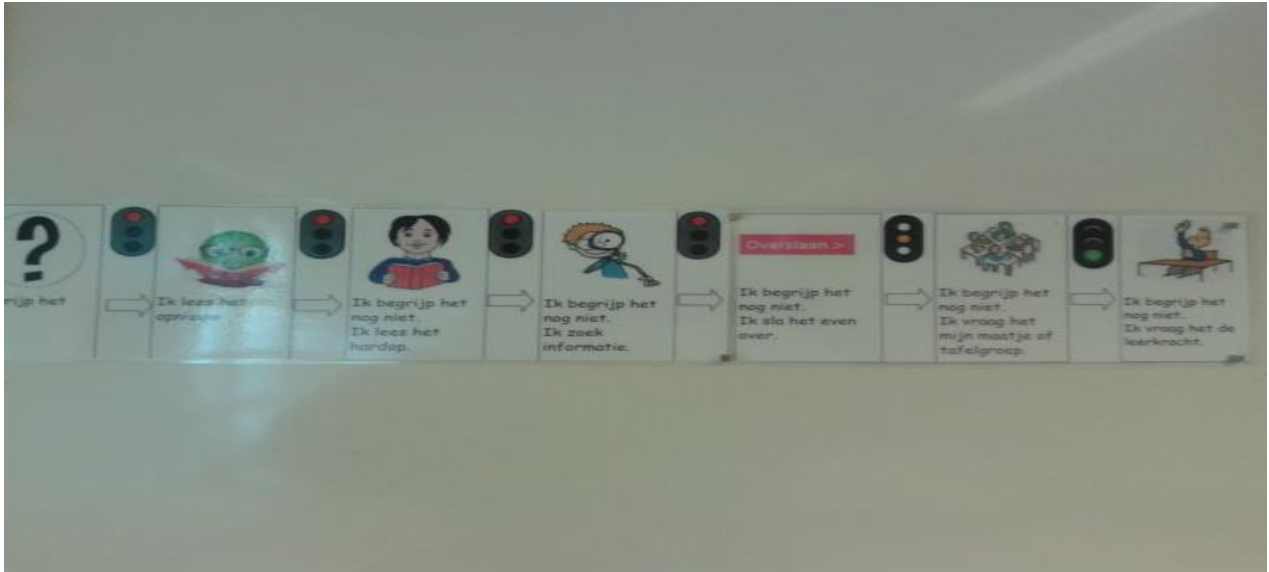 ?
rijp het
Ik lees het
opnieuw
Ik begrijp het
nog niet.
Ik lees het
hardop.
Ik begrijp het
nog niet.
Ik zoek
informatie.
Overslaan >
Ik begrijp het
nog niet.
Ik sla het even
over.
Ik begrijp het
nog niet.
Ik vraag het
mijn maatje of
tafelgroep.
Ik begrijp het
nog niet.
Ik vraag het de
leerkracht.